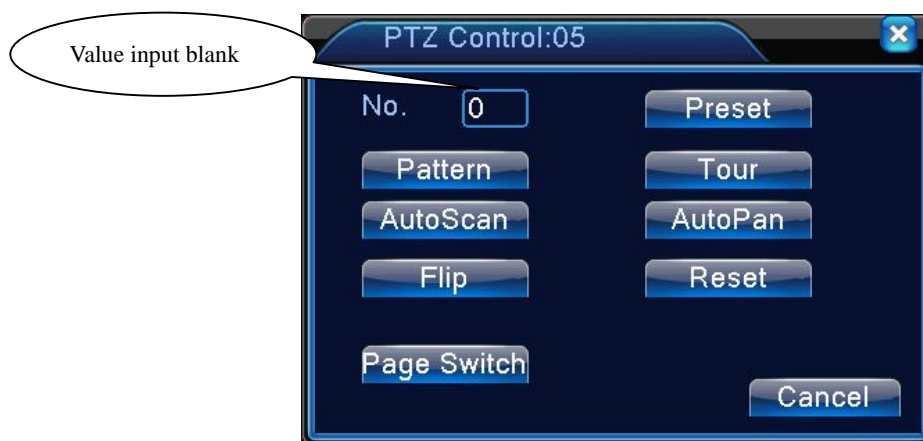 PTZ Control:05
Value input blank
No. 0 Preset
Pattern Tour
AutoScan AutoPan
Flip Reset
Page Switch
Cancel